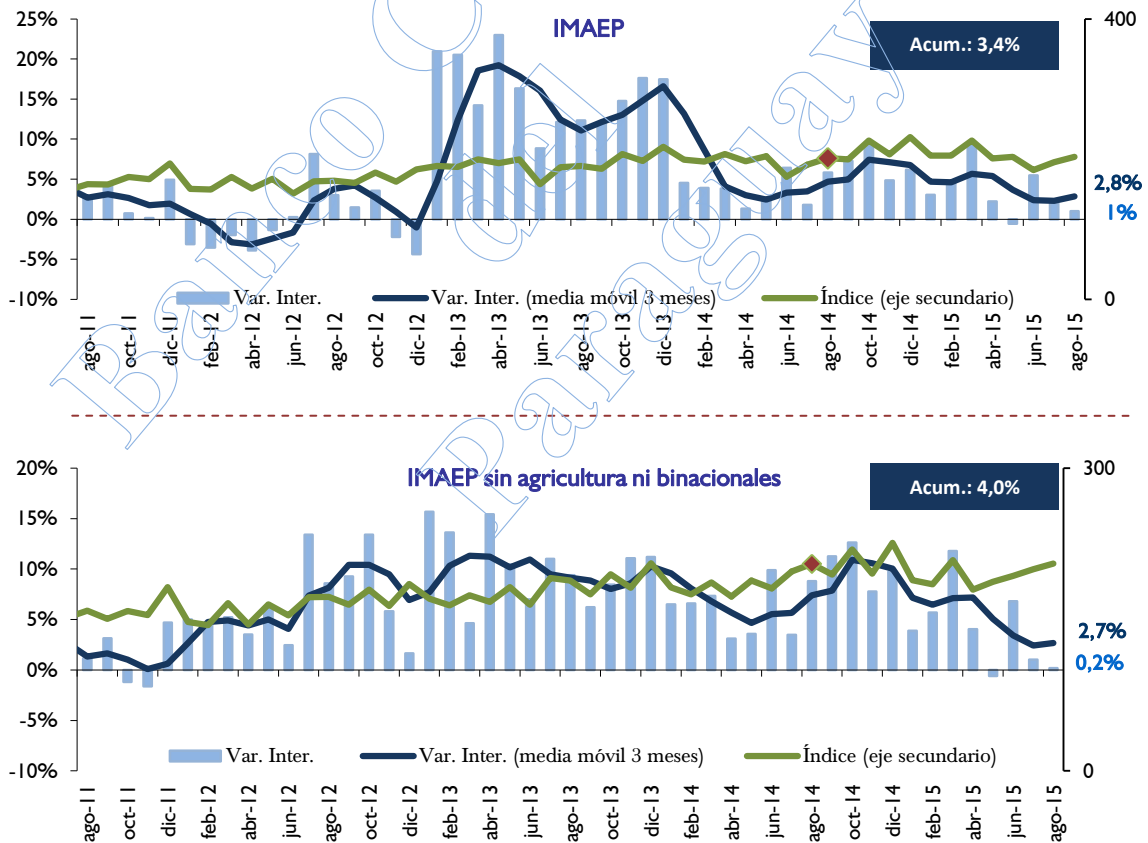 IMAEP
Acum.: 3,4%
25%
20%
15%
10%
5%
0%
-5%
-10%
400
0
2,8%
1%
Var. Inter.
Var. Inter. (media móvil 3 meses)
Índice (eje secundario)
ago-11
oct-11
dic-11
feb-12
abr-12
jun-12
ago-12
oct-12
dic-12
feb-13
abr-13
jun-13
ago-13
oct-13
dic-13
feb-14
abr-14
jun-14
ago-14
oct-14
dic-14
feb-15
abr-15
jun-15
ago-15
Banco Central del Paraguay
IMAEP sin agricultura ni binacionales
Acum.: 4,0%
20%
15%
10%
5%
0%
-5%
-10%
300
0
2,7%
0,2%
Var. Inter.
Var. Inter. (media móvil 3 meses)
Índice (eje secundario)
ago-11
oct-11
dic-11
feb-12
abr-12
jun-12
ago-12
oct-12
dic-12
feb-13
abr-13
jun-13
ago-13
oct-13
dic-13
feb-14
abr-14
jun-14
ago-14
oct-14
dic-14
feb-15
abr-15
jun-15
ago-15